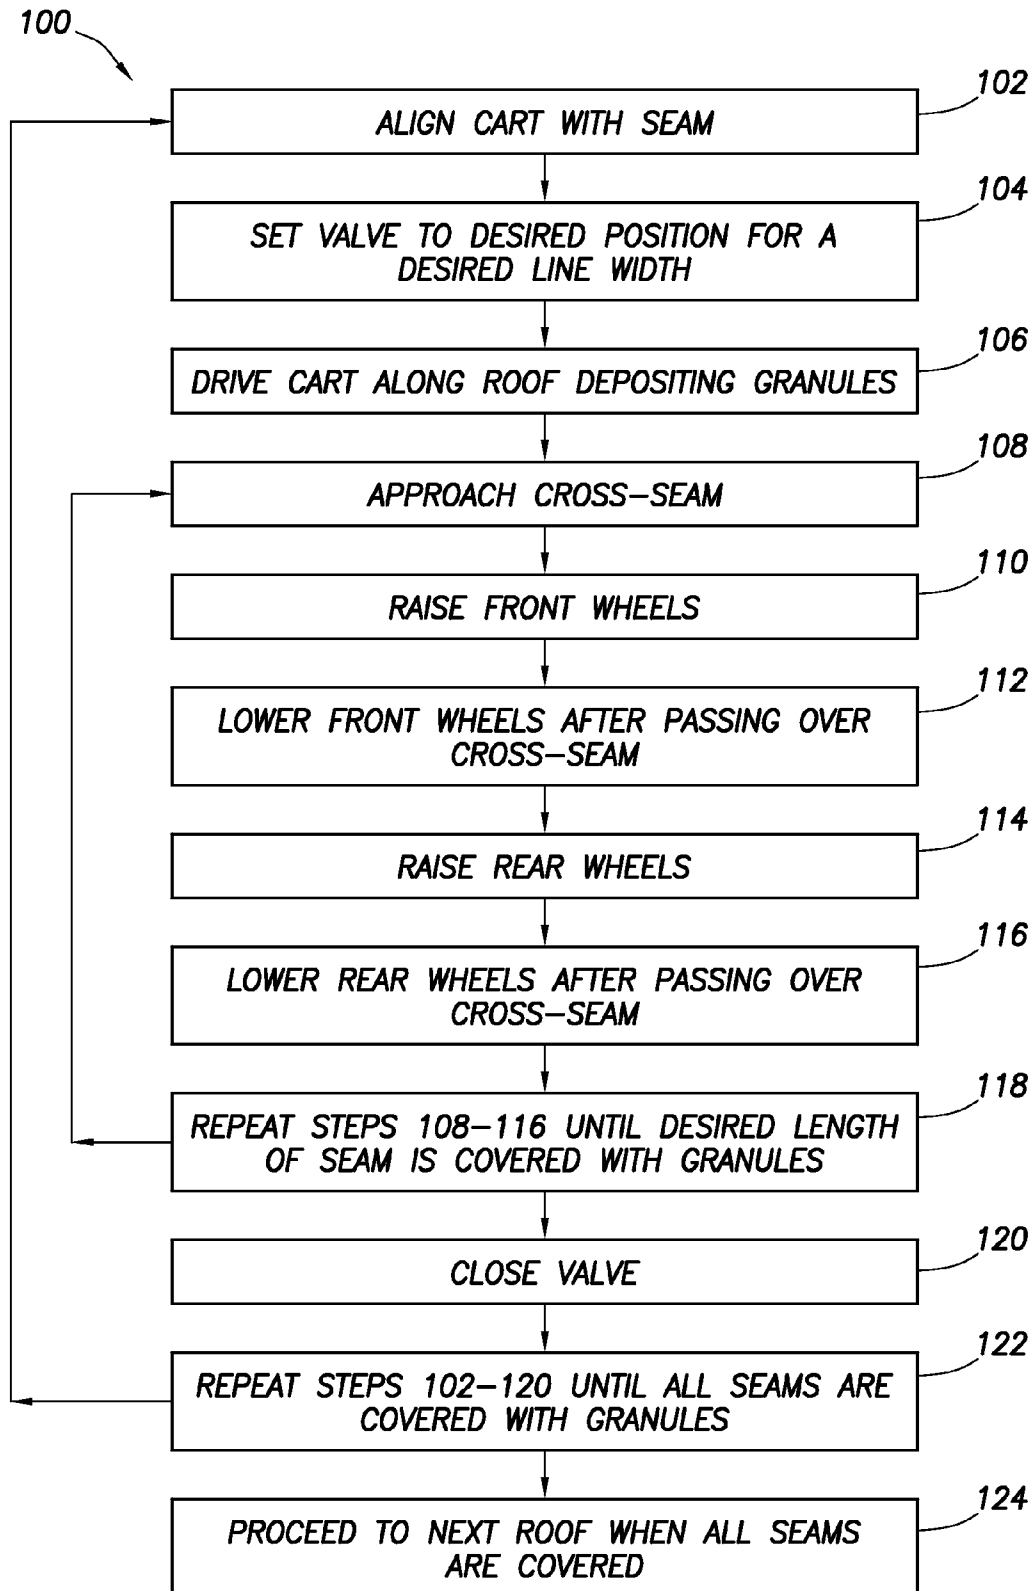 100
102
ALIGN CART WITH SEAM
104
SET VALVE TO DESIRED POSITION FOR A
DESIRED LINE WIDTH
106
DRIVE CART ALONG ROOF DEPOSITING GRANULES
108
APPROACH CROSS-SEAM
110
RAISE FRONT WHEELS
112
LOWER FRONT WHEELS AFTER PASSING OVER
CROSS-SEAM
114
RAISE REAR WHEELS
116
LOWER REAR WHEELS AFTER PASSING OVER
CROSS-SEAM
118
REPEAT STEPS 108-116 UNTIL DESIRED LENGTH
OF SEAM IS COVERED WITH GRANULES
120
CLOSE VALVE
122
REPEAT STEPS 102-120 UNTIL ALL SEAMS ARE
COVERED WITH GRANULES
124
PROCEED TO NEXT ROOF WHEN ALL SEAMS
ARE COVERED